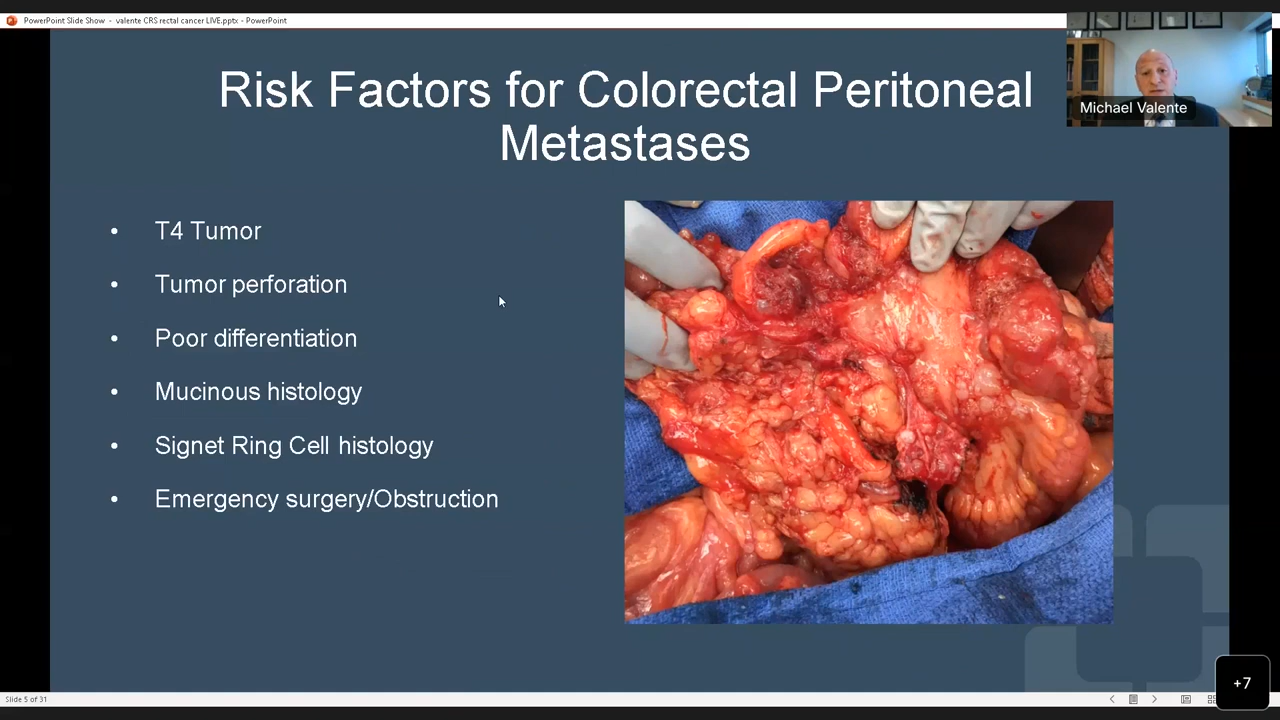 PowerPoint Slide Show - valente CRS rectal cancer LIVE.pptx - PowerPoint
Risk Factors for Colorectal Peritoneal
Metastases
Michael Valente
• T4 Tumor
• Tumor perforation
• Poor differentiation
• Mucinous histology
• Signet Ring Cell histology
• Emergency surgery/Obstruction
+7
Slide 5 of 31